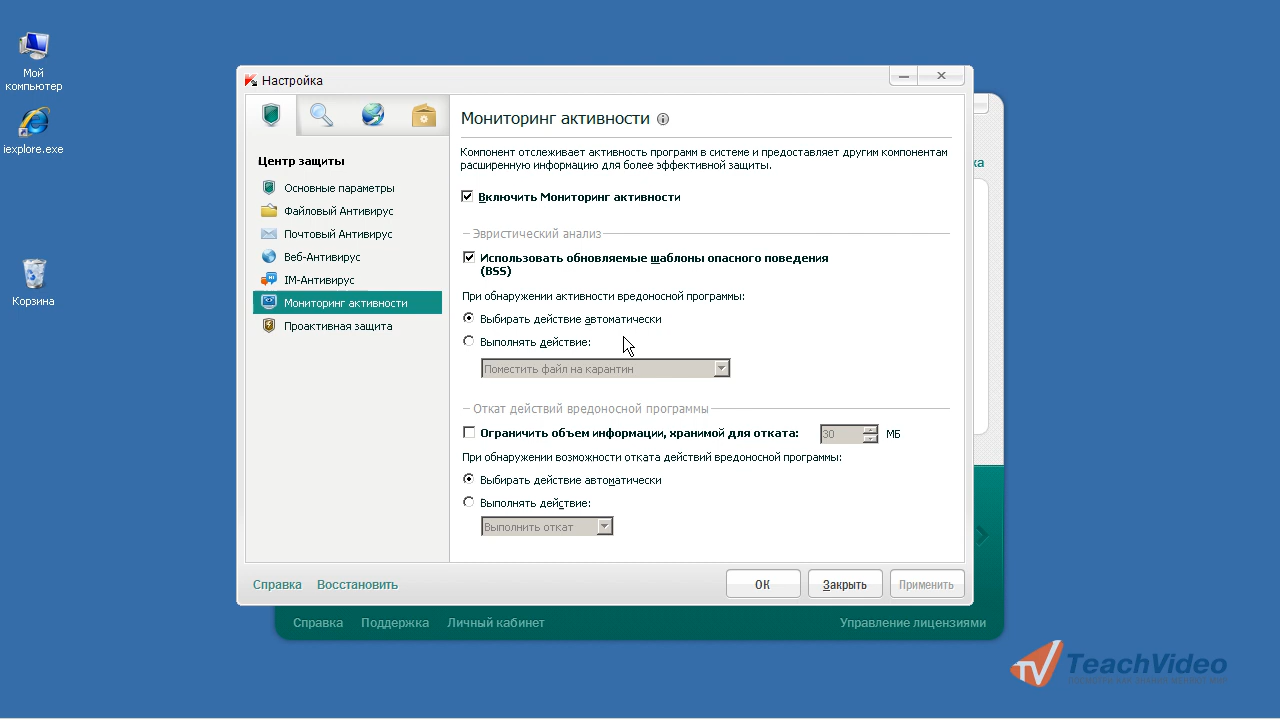 Мой
компьютер
iexplore.exe
Корзина
Настройка
Центр защиты
Основные параметры
Файловый Антивирус
Почтовый Антивирус
Веб-Антивирус
IM-Антивирус
Мониторинг активности
Проактивная защита
Мониторинг активности
Компонент отслеживает активность программ в системе и предоставляет другим компонентам
расширенную информацию для более эффективной защиты.
Включить Мониторинг активности
Эвристический анализ
Использовать обновляемые шаблоны опасного поведения
(BSS)
При обнаружении активности вредоносной программы:
Выбирать действие автоматически
Выполнять действие:
Поместить файл на карантин
Откат действий вредоносной программы
Ограничить объем информации, хранимой для отката: 30 МБ
При обнаружении возможности отката действий вредоносной программы:
Выбирать действие автоматически
Выполнять действие:
Выполнить откат
Справка Восстановить ОК Закрыть Применить
ка
Справка Поддержка Личный кабинет Управление лицензиями
TeachVideo